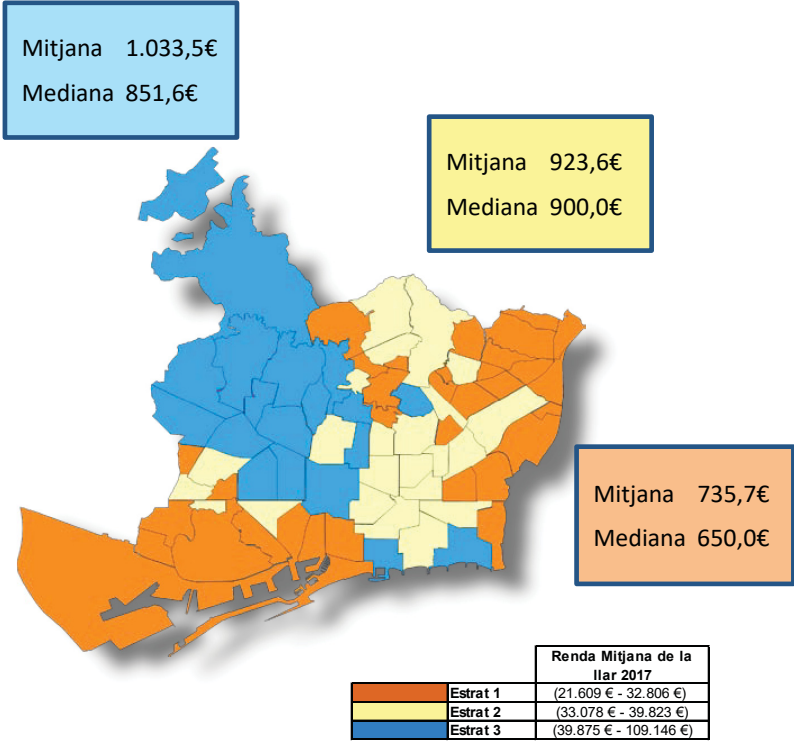 Mitjana 1.033,5€
Mediana 851,6€
Mitjana 923,6€
Mediana 900,0€
Mitjana 735,7€
Mediana 650,0€
Renda Mitjana de la
llar 2017
Estrat 1 (21.609 € - 32.806 €)
Estrat 2 (33.078 € - 39.823 €)
Estrat 3 (39.875 € - 109.146 €)